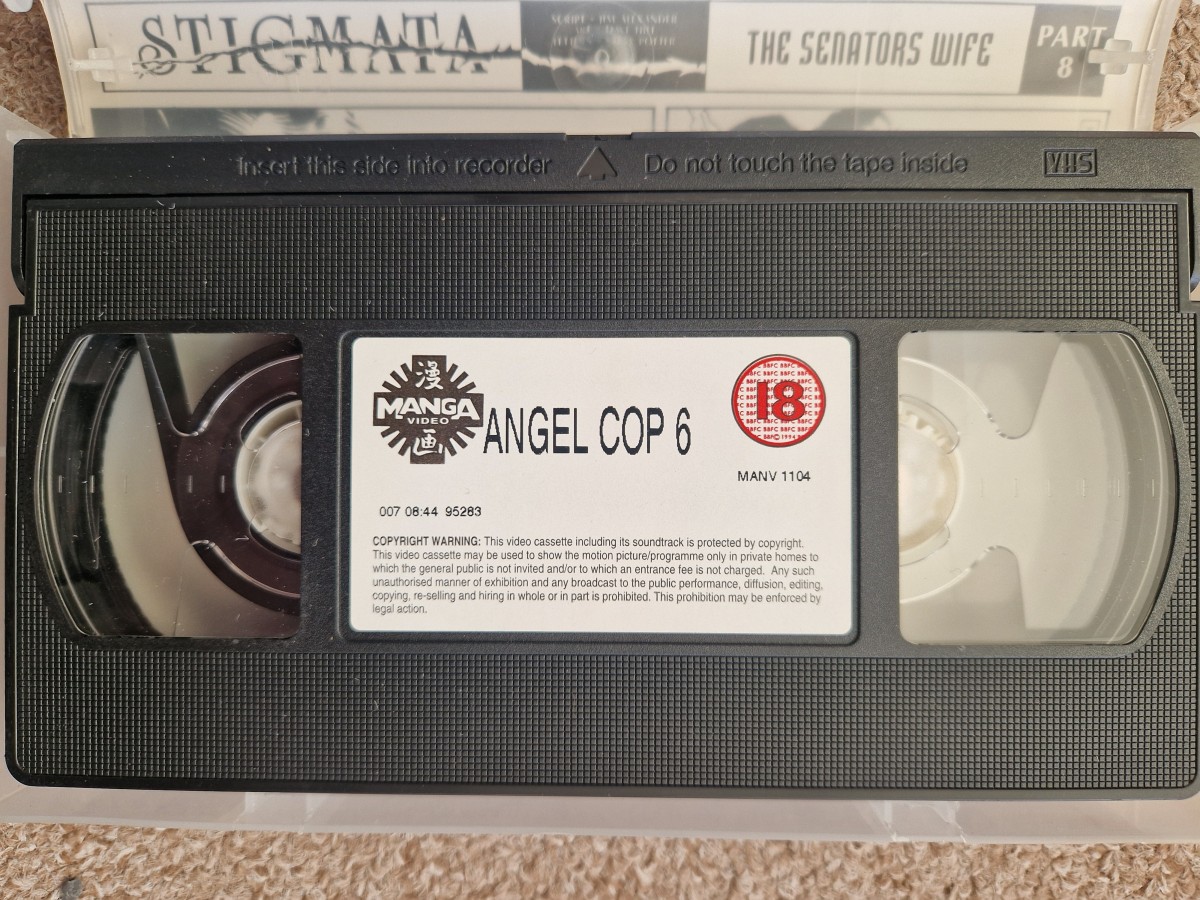 STIGMATA
SCRIPT - JIM ALEXANDER
THE SENATORS WIFE
PART
8
Insert this side into recorder
Do not touch the tape inside
VHS
漫
MANGA
VIDEO
画
ANGEL COP 6
18
MANV 1104
007 08:44 95283
COPYRIGHT WARNING: This video cassette including its soundtrack is protected by copyright.
This video cassette may be used to show the motion picture/programme only in private homes to
which the general public is not invited and/or to which an entrance fee is not charged. Any such
unauthorised manner of exhibition and any broadcast to the public performance, diffusion, editing,
copying, re-selling and hiring in whole or in part is prohibited. This prohibition may be enforced by
legal action.